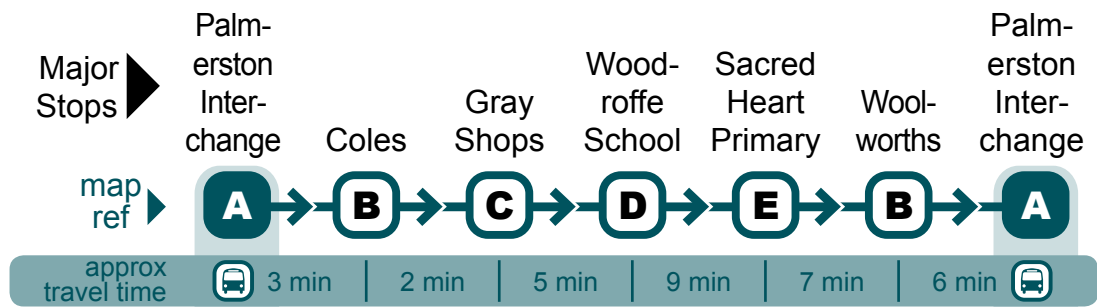 Major
Stops
Palm-
erston
Inter-
change
Coles
Gray
Shops
Wood-
roffe
School
Sacred
Heart
Primary
Wool-
worths
Palm-
erston
Inter-
change
map
ref
A B C D E B A
approx
travel time
3 min 2 min 5 min 9 min 7 min 6 min